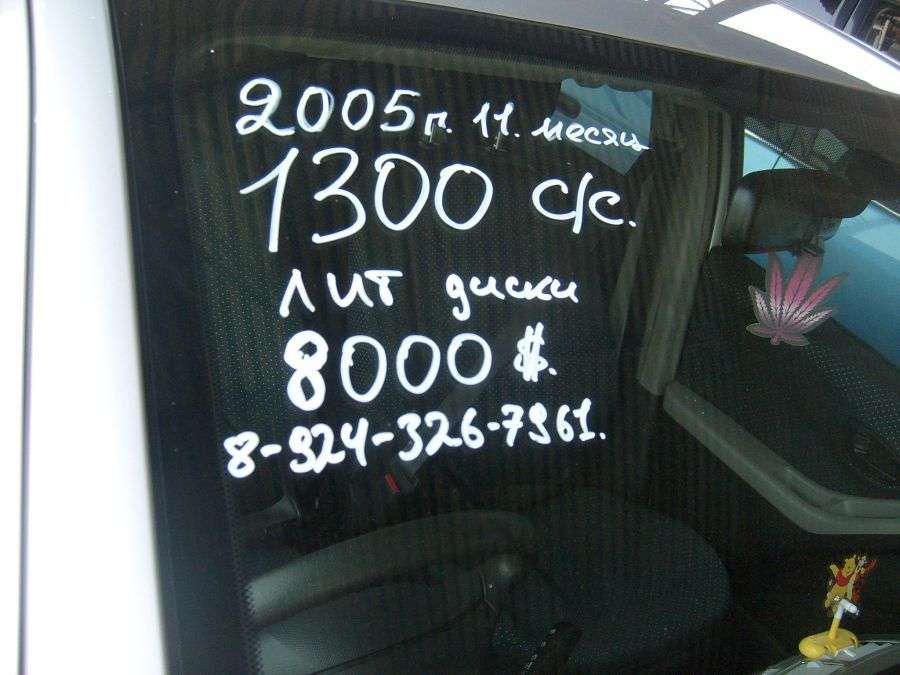 2005г. 11. месяц
1300 с/с.
лит диски
8000 $.
8-924-326-7961.